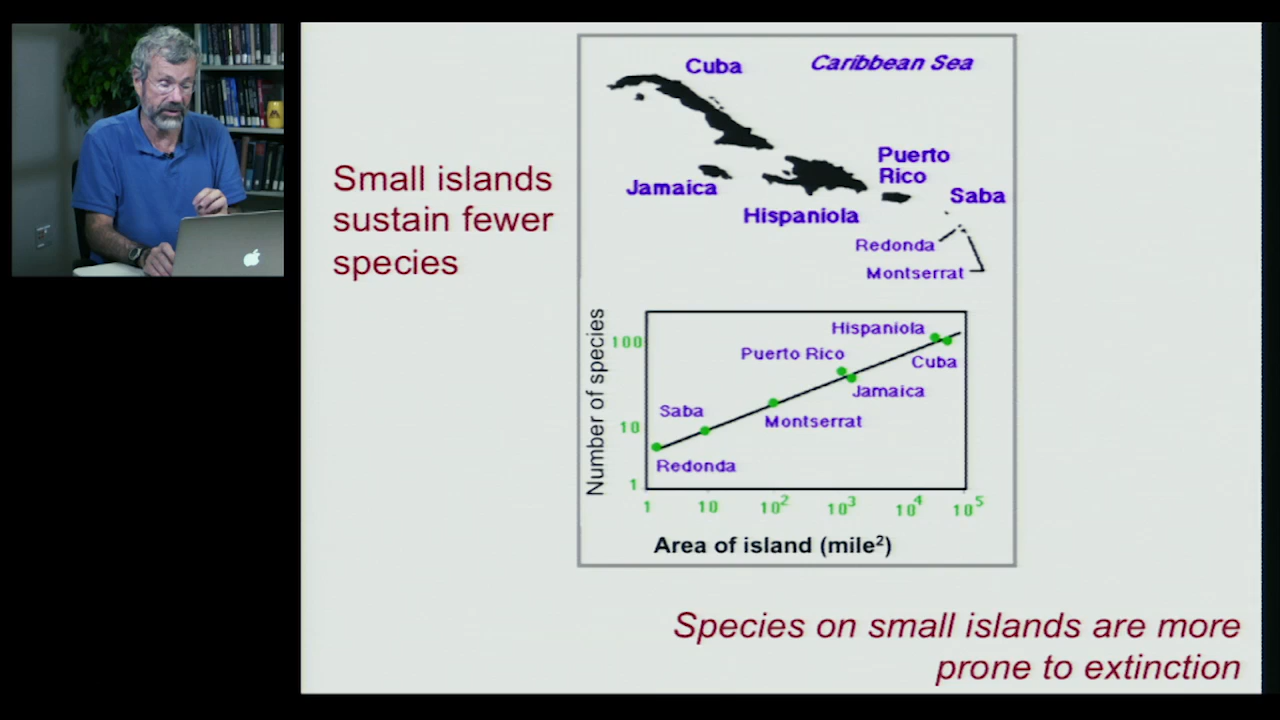 Small islands
sustain fewer
species
Cuba
Caribbean Sea
Jamaica
Hispaniola
Puerto
Rico
Saba
Redonda
Montserrat
Number of species
100
10
1
Hispaniola
Puerto Rico
Cuba
Jamaica
Saba
Montserrat
Redonda
1 10 10² 10³ 10⁴ 10⁵
Area of island (mile²)
Species on small islands are more
prone to extinction